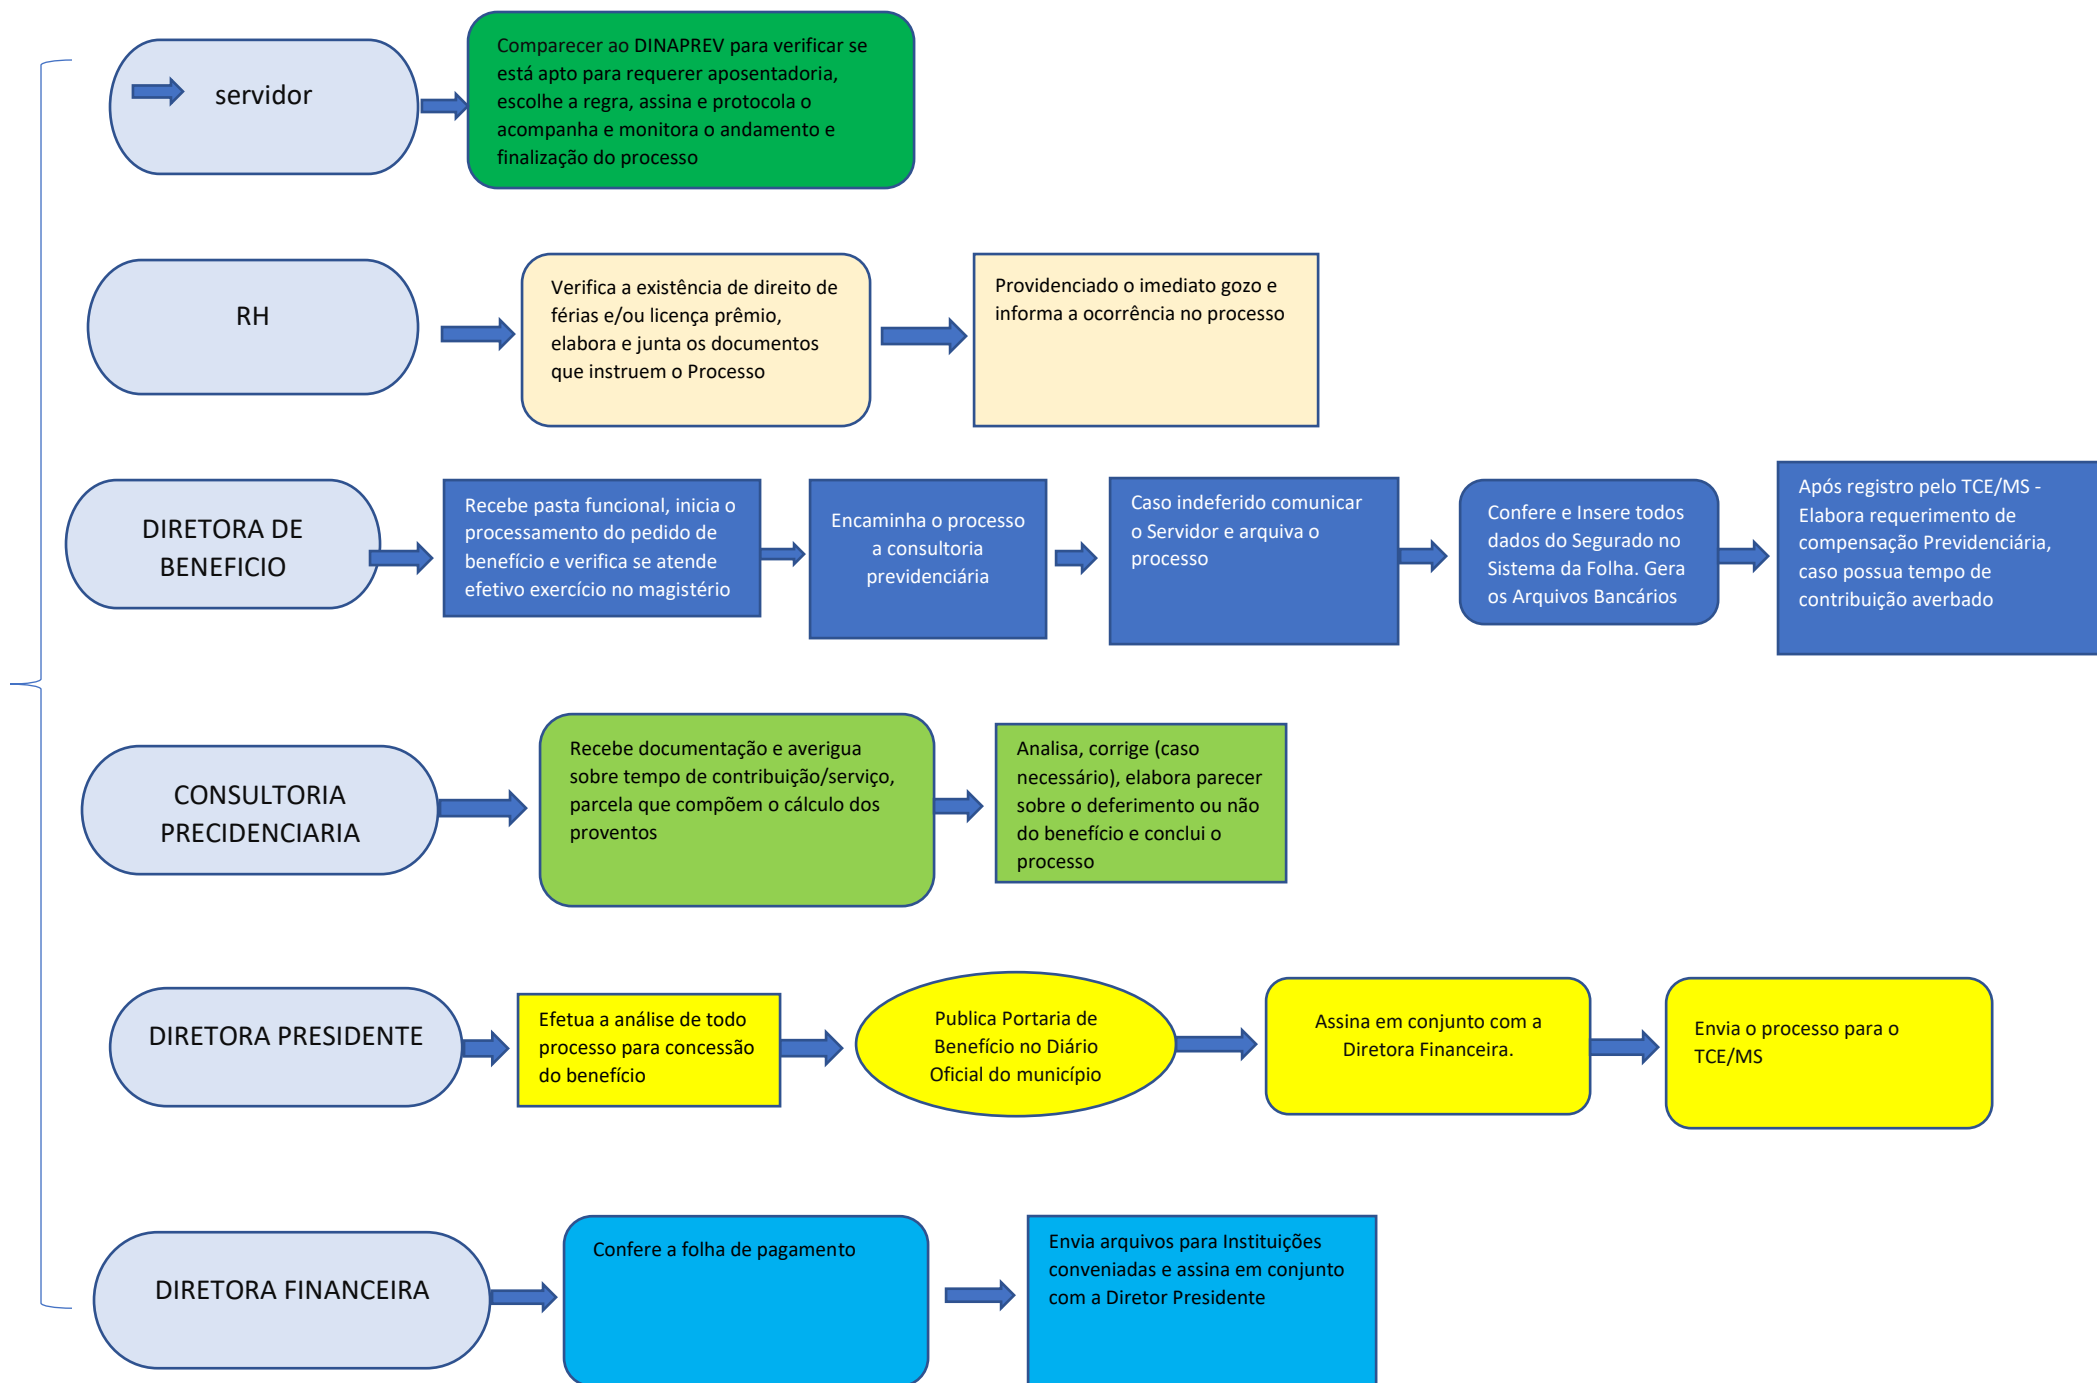 servidor
Comparecer ao DINAPREV para verificar se
está apto para requerer aposentadoria,
escolhe a regra, assina e protocola o
acompanha e monitora o andamento e
finalização do processo
RH
Verifica a existência de direito de
férias e/ou licença prêmio,
elabora e junta os documentos
que instruem o Processo
Providenciado o imediato gozo e
informa a ocorrência no processo
DIRETORA DE
BENEFICIO
Recebe pasta funcional, inicia o
processamento do pedido de
benefício e verifica se atende
efetivo exercício no magistério
Encaminha o processo
a consultoria
previdenciária
Caso indeferido comunicar
o Servidor e arquiva o
processo
Confere e Insere todos
dados do Segurado no
Sistema da Folha. Gera
os Arquivos Bancários
Após registro pelo TCE/MS -
Elabora requerimento de
compensação Previdenciária,
caso possua tempo de
contribuição averbado
CONSULTORIA
PRECIDENCIARIA
Recebe documentação e averigua
sobre tempo de contribuição/serviço,
parcela que compõem o cálculo dos
proventos
Analisa, corrige (caso
necessário), elabora parecer
sobre o deferimento ou não
do benefício e conclui o
processo
DIRETORA PRESIDENTE
Efetua a análise de todo
processo para concessão
do benefício
Publica Portaria de
Benefício no Diário
Oficial do município
Assina em conjunto com a
Diretora Financeira.
Envia o processo para o
TCE/MS
DIRETORA FINANCEIRA
Confere a folha de pagamento
Envia arquivos para Instituições
conveniadas e assina em conjunto
com a Diretor Presidente